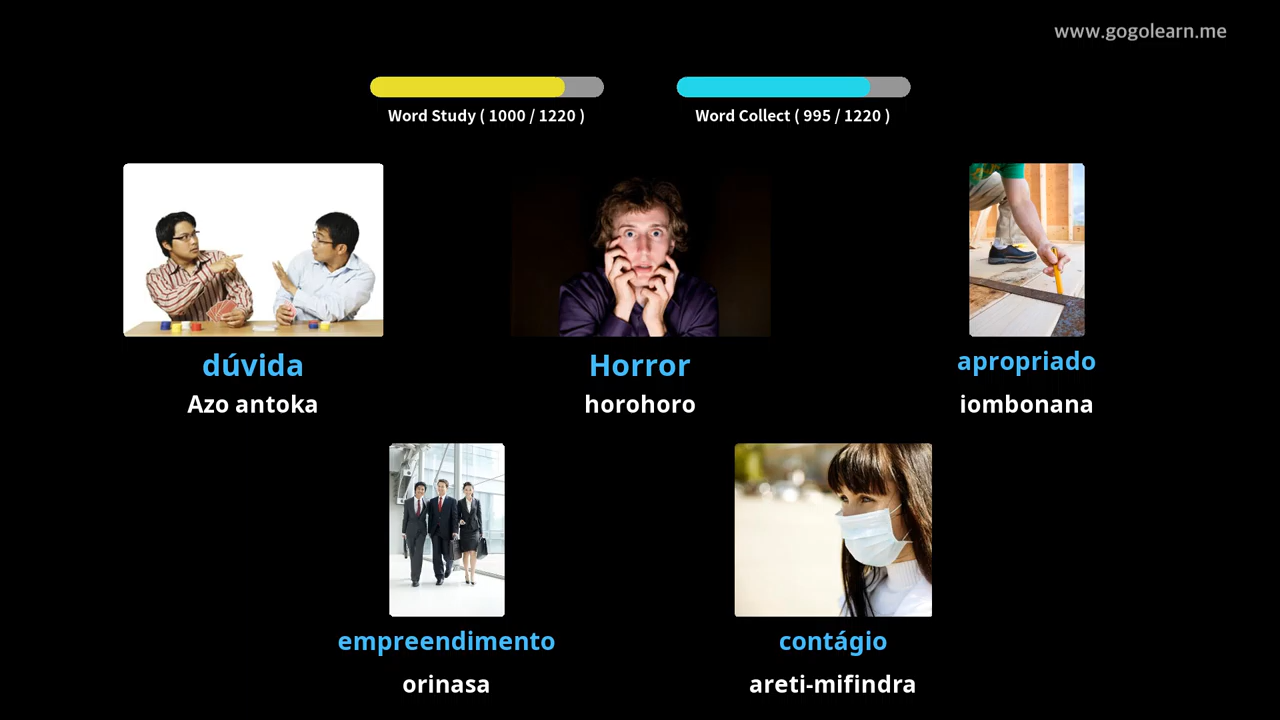 www.gogolearn.me
Word Study ( 1000 / 1220 )
Word Collect ( 995 / 1220 )
dúvida
Azo antoka
Horror
horohoro
apropriado
iombonana
empreendimento
orinasa
contágio
areti-mifindra